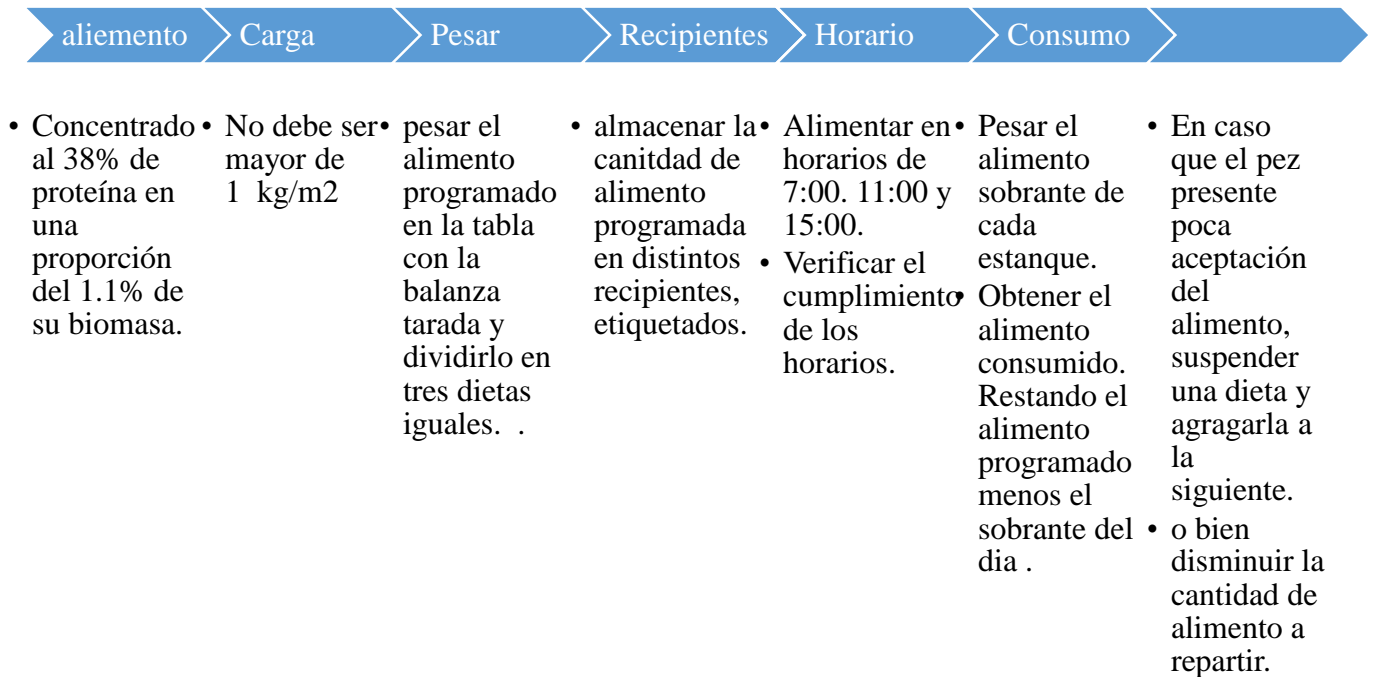 aliemento
Carga
Pesar
Recipientes
Horario
Consumo
• Concentrado
al 38% de
proteína en
una
proporción
del 1.1% de
su biomasa.
• No debe ser
mayor de
1 kg/m2
• pesar el
alimento
programado
en la tabla
con la
balanza
tarada y
dividirlo en
tres dietas
iguales. .
• almacenar la
canitdad de
alimento
programada
en distintos
recipientes,
etiquetados.
• Alimentar en
horarios de
7:00. 11:00 y
15:00.
• Verificar el
cumplimiento
de los
horarios.
• Pesar el
alimento
sobrante de
cada
estanque.
• Obtener el
alimento
consumido.
Restando el
alimento
programado
menos el
sobrante del
dia .
• En caso
que el pez
presente
poca
aceptación
del
alimento,
suspender
una dieta y
agragarla a
la
siguiente.
• o bien
disminuir la
cantidad de
alimento a
repartir.